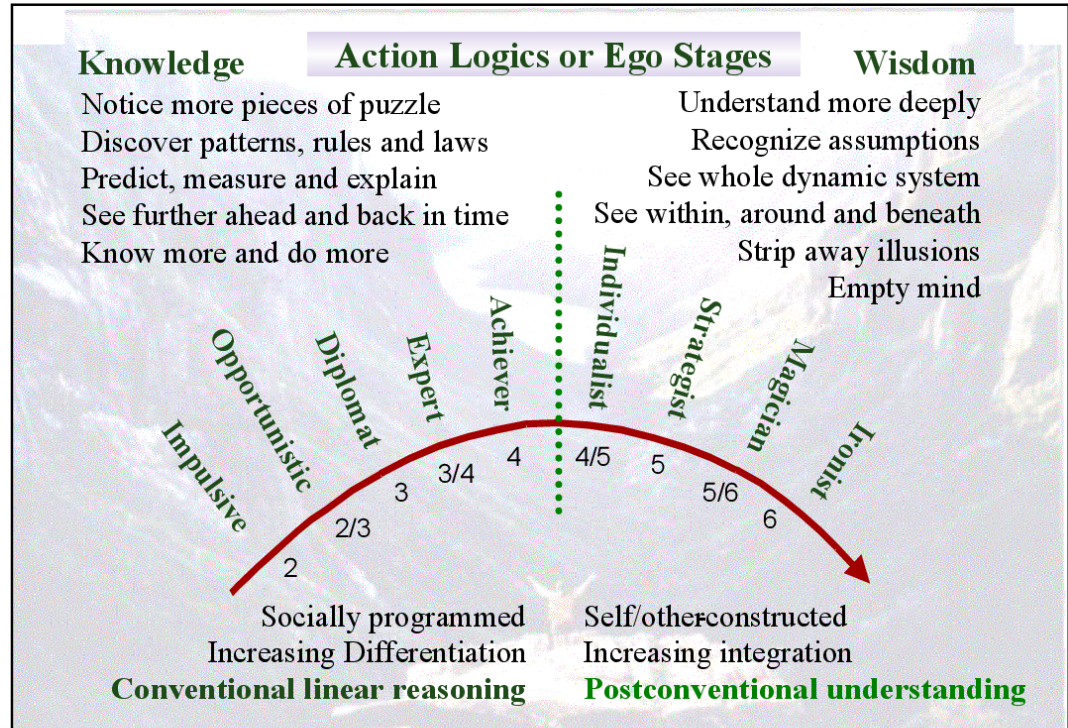 Action Logics or Ego Stages
Knowledge
Notice more pieces of puzzle
Discover patterns, rules and laws
Predict, measure and explain
See further ahead and back in time
Know more and do more
Wisdom
Understand more deeply
Recognize assumptions
See whole dynamic system
See within, around and beneath
Strip away illusions
Empty mind
Impulsive
Opportunistic
Diplomat
Expert
Achiever
Individualist
Strategist
Magician
Ironist
2
2/3
3
3/4
4
4/5
5
5/6
6
Socially programmed
Increasing Differentiation
Conventional linear reasoning
Self/other-constructed
Increasing integration
Postconventional understanding